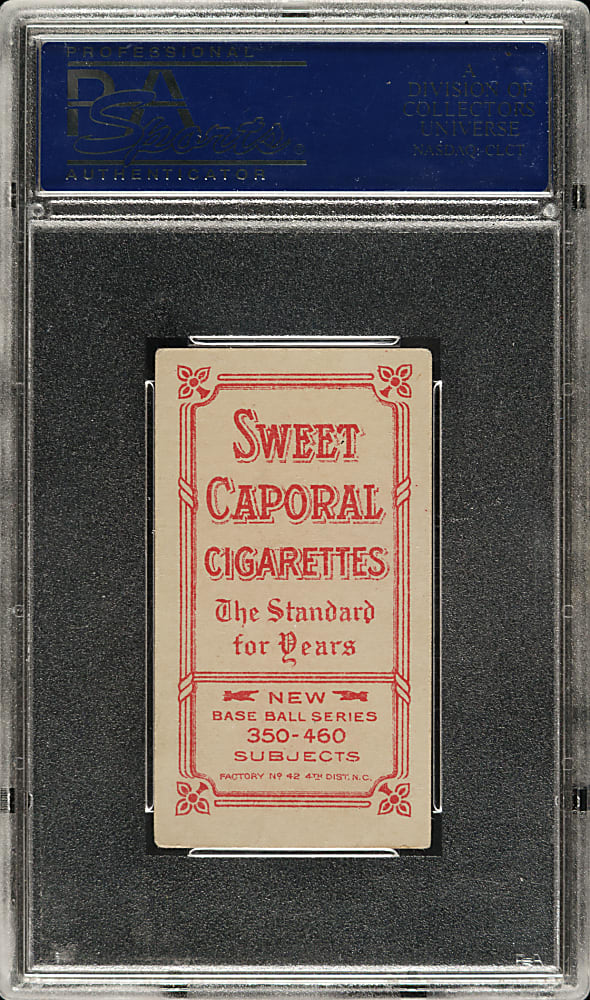 PROFESSIONAL
PSA
Sports
AUTHENTICATOR
A
DIVISION OF
COLLECTORS
UNIVERSE
NASDAQ: CLCT
SWEET
CAPORAL
CIGARETTES
The Standard
for Years
NEW
BASE BALL SERIES
350-460
SUBJECTS
FACTORY Nº 42 4TH DIST. N.C.
PSA